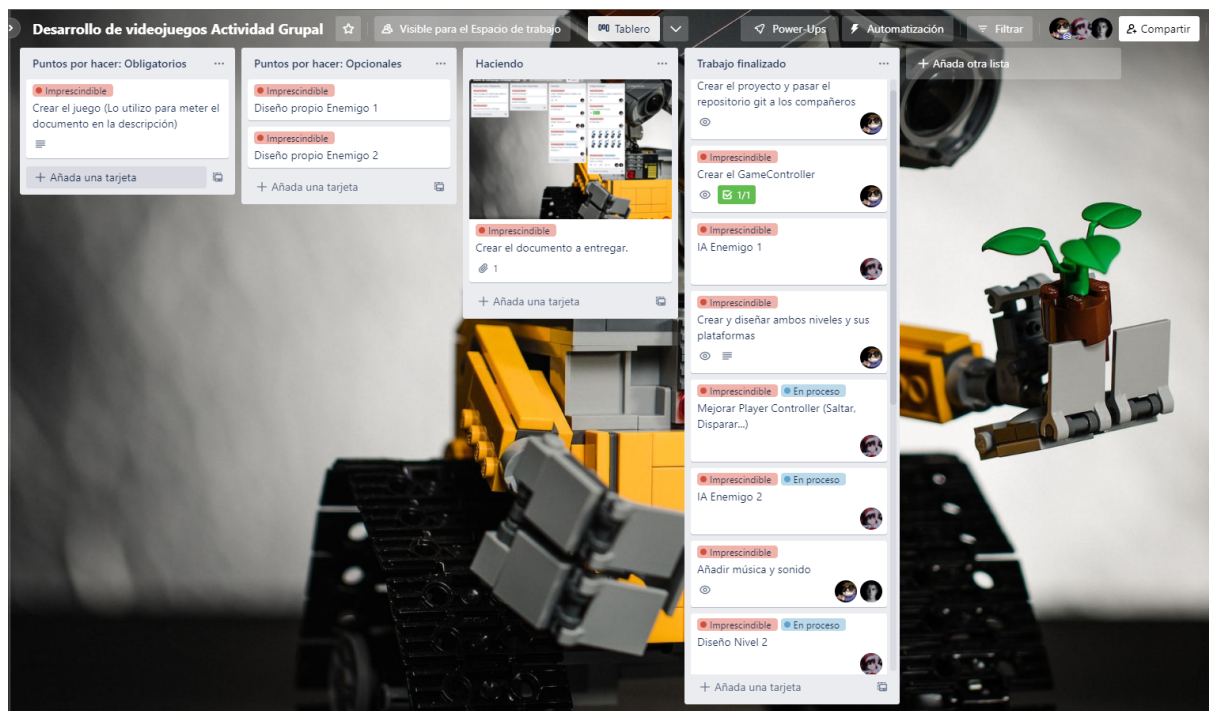 Desarrollo de videojuegos Actividad Grupal
Visible para el Espacio de trabajo
Tablero
Power-Ups
Automatización
Filtrar
Compartir
Puntos por hacer: Obligatorios
Imprescindible
Crear el juego (Lo utilizo para meter el
documento en la descripción)
+ Añada una tarjeta
Puntos por hacer: Opcionales
Imprescindible
Diseño propio Enemigo 1
Imprescindible
Diseño propio Enemigo 2
+ Añada una tarjeta
Haciendo
Imprescindible
Crear el documento a entregar.
1
+ Añada una tarjeta
Trabajo finalizado
Crear el proyecto y pasar el
repositorio git a los compañeros
Imprescindible
Crear el GameController
1/1
Imprescindible
IA Enemigo 1
Imprescindible
Crear y diseñar ambos niveles y sus
plataformas
Imprescindible En proceso
Mejorar Player Controller (Saltar,
Disparar...)
Imprescindible En proceso
IA Enemigo 2
Imprescindible
Añadir música y sonido
Imprescindible En proceso
Diseño Nivel 2
+ Añada una tarjeta
+ Añada otra lista